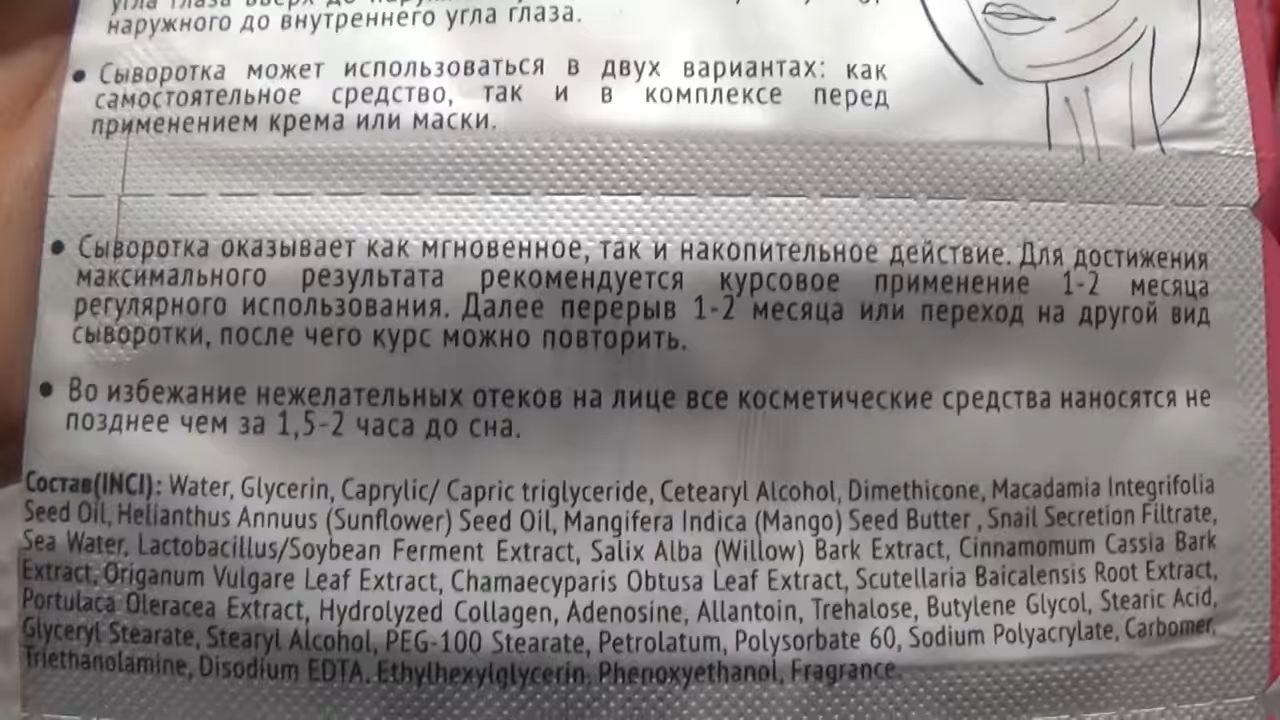 наружного до внутреннего угла глаза.
• Сыворотка может использоваться в двух вариантах: как
самостоятельное средство, так и в комплексе перед
применением крема или маски.
• Сыворотка оказывает как мгновенное, так и накопительное действие. Для достижения
максимального результата рекомендуется курсовое применение 1-2 месяца
регулярного использования. Далее перерыв 1-2 месяца или переход на другой вид
сыворотки, после чего курс можно повторить.
• Во избежание нежелательных отеков на лице все косметические средства наносятся не
позднее чем за 1,5-2 часа до сна.
Состав(INCI): Water, Glycerin, Caprylic/ Capric triglyceride, Cetearyl Alcohol, Dimethicone, Macadamia Integrifolia
Seed Oil, Helianthus Annuus (Sunflower) Seed Oil, Mangifera Indica (Mango) Seed Butter , Snail Secretion Filtrate,
Sea Water, Lactobacillus/Soybean Ferment Extract, Salix Alba (Willow) Bark Extract, Cinnamomum Cassia Bark
Extract, Origanum Vulgare Leaf Extract, Chamaecyparis Obtusa Leaf Extract, Scutellaria Baicalensis Root Extract,
Portulaca Oleracea Extract, Hydrolyzed Collagen, Adenosine, Allantoin, Trehalose, Butylene Glycol, Stearic Acid,
Glyceryl Stearate, Stearyl Alcohol, PEG-100 Stearate, Petrolatum, Polysorbate 60, Sodium Polyacrylate, Carbomer,
Triethanolamine, Disodium EDTA, Ethylhexylglycerin, Phenoxyethanol, Fragrance.